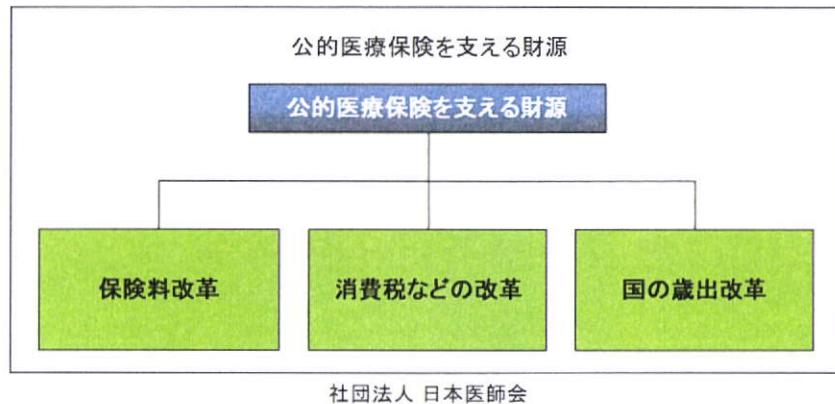 公的医療保険を支える財源
公的医療保険を支える財源
保険料改革
消費税などの改革
国の歳出改革
社団法人 日本医師会